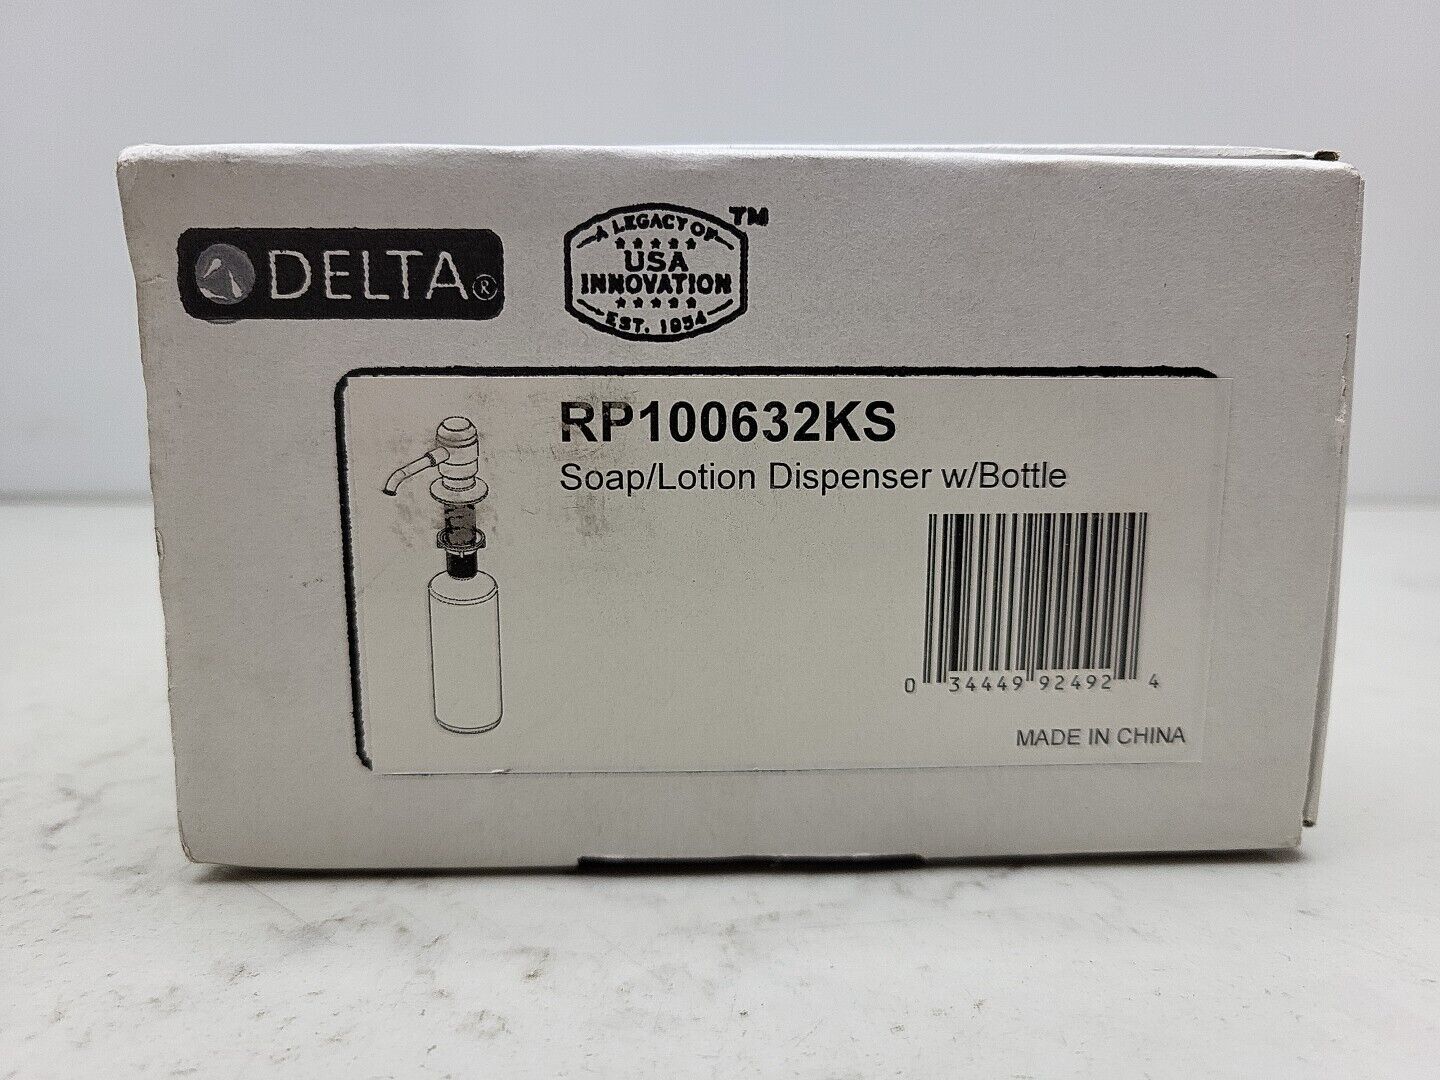 DELTA®
A LEGACY OF
USA
INNOVATION
EST. 1954
TM
RP100632KS
Soap/Lotion Dispenser w/Bottle
0 34449 92492 4
MADE IN CHINA